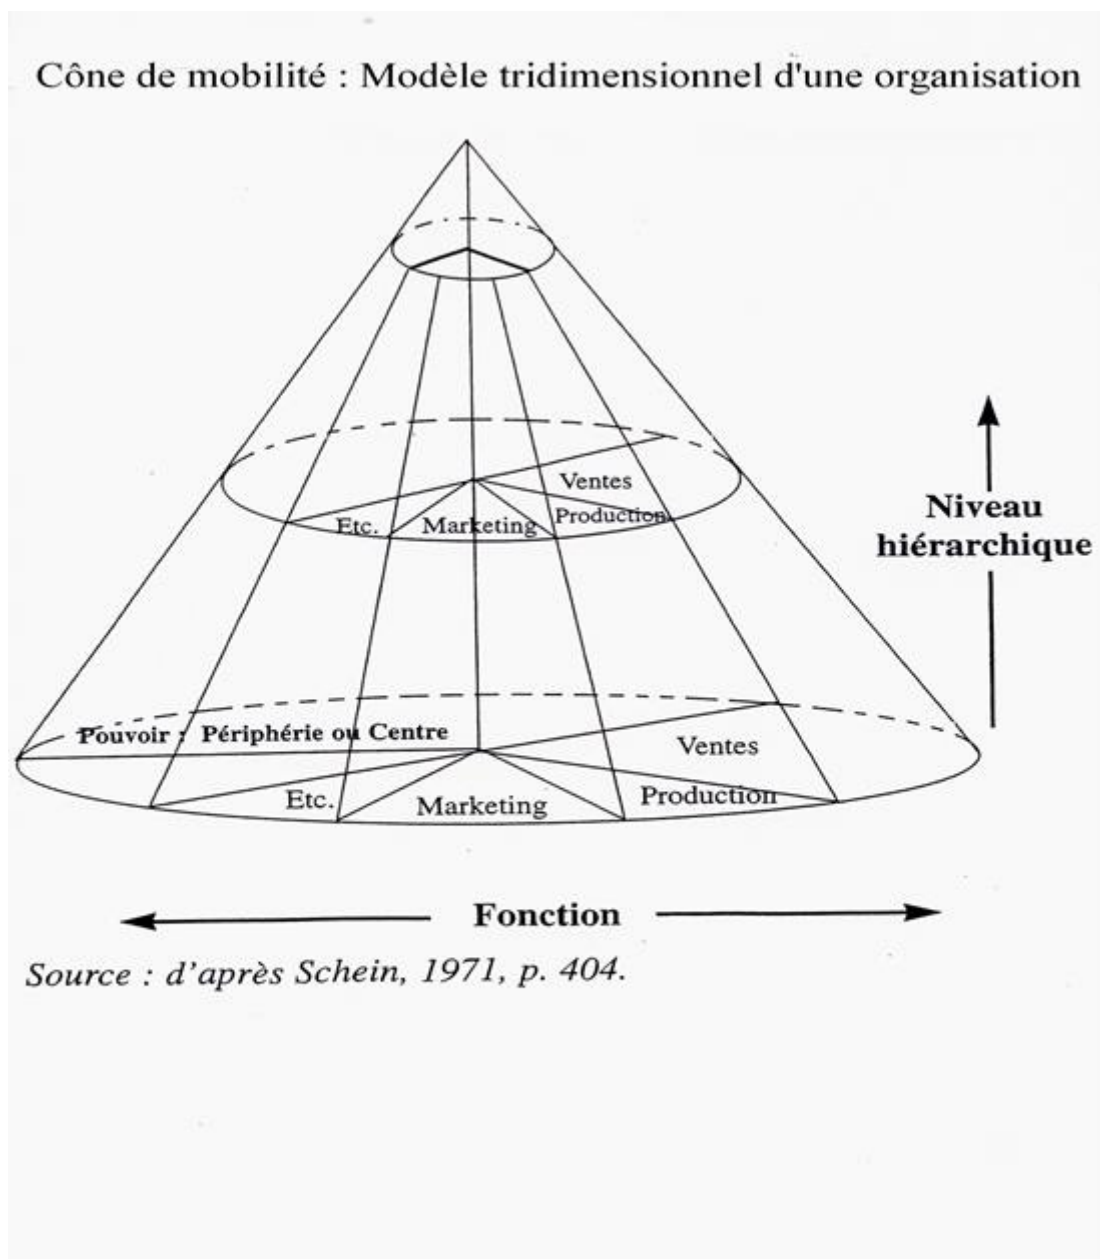 Cône de mobilité : Modèle tridimensionnel d'une organisation
Ventes
Production
Etc.
Marketing
Niveau
hiérarchique
Pouvoir : Périphérie ou Centre
Ventes
Production
Etc.
Marketing
Fonction
Source : d'après Schein, 1971, p. 404.